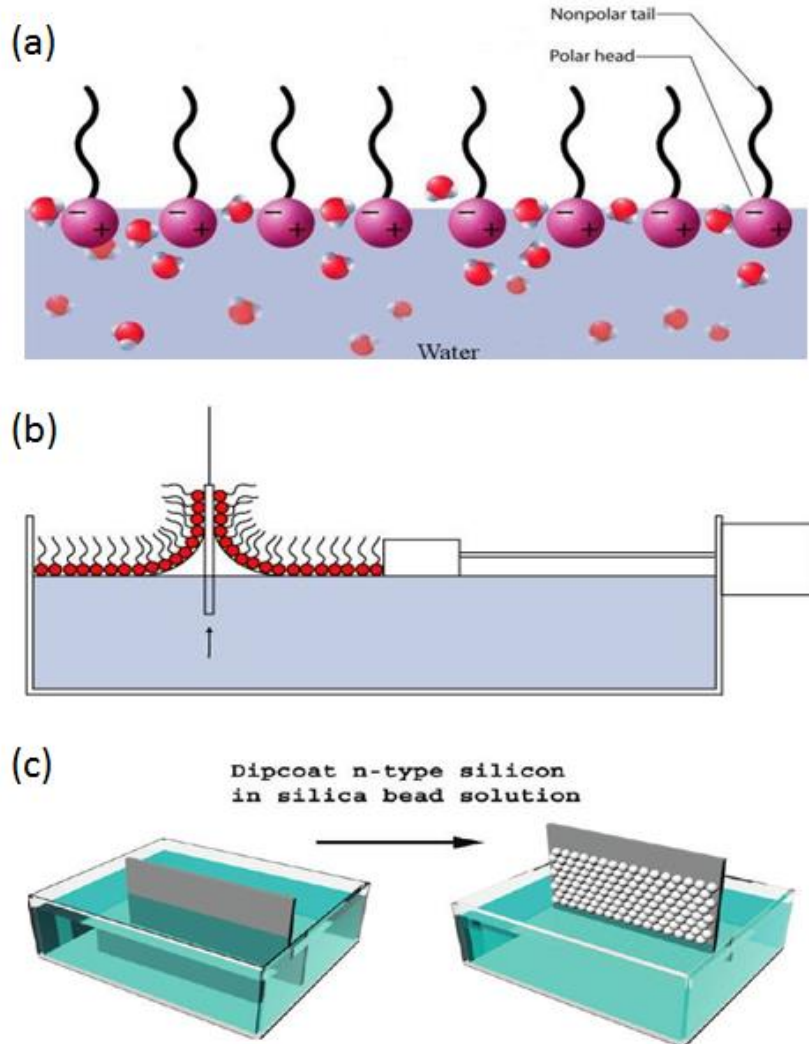 (a)
Nonpolar tail
Polar head
− − − − − − − −
+ + + + + + + +
Water
(b)
(c)
Dipcoat n-type silicon
in silica bead solution